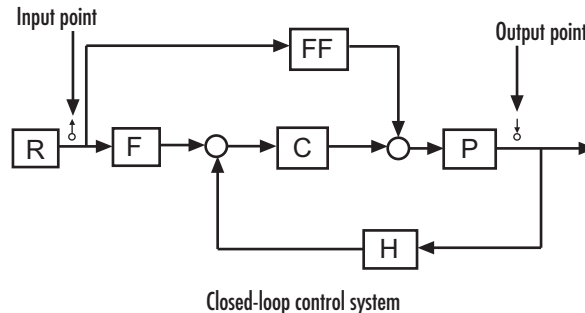 Input point
Output point
FF
R
F
C
P
H
Closed-loop control system